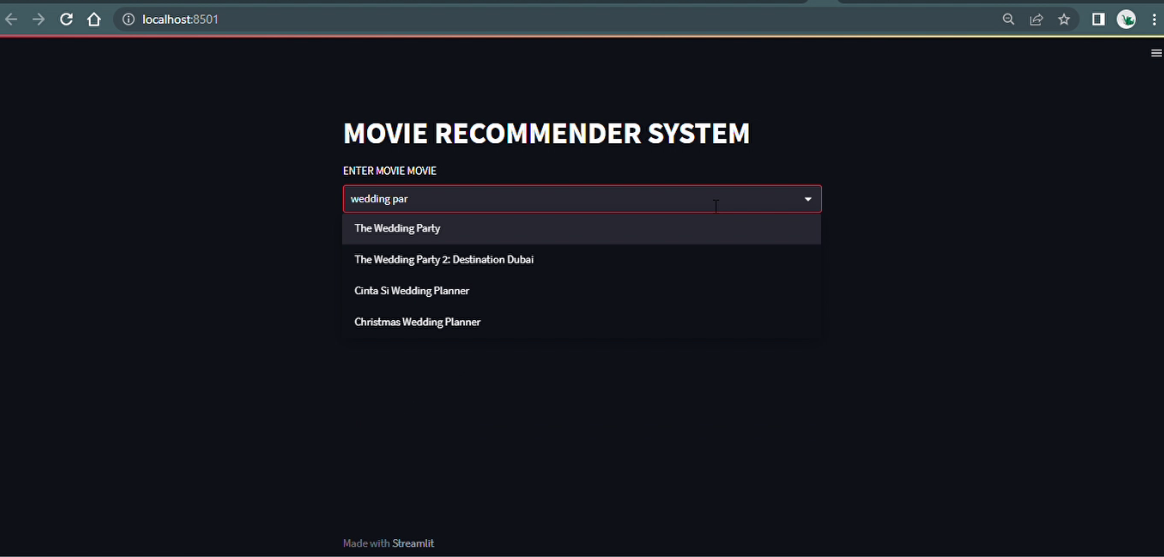 localhost:8501
MOVIE RECOMMENDER SYSTEM
ENTER MOVIE MOVIE
wedding par
The Wedding Party
The Wedding Party 2: Destination Dubai
Cinta Si Wedding Planner
Christmas Wedding Planner
Made with Streamlit